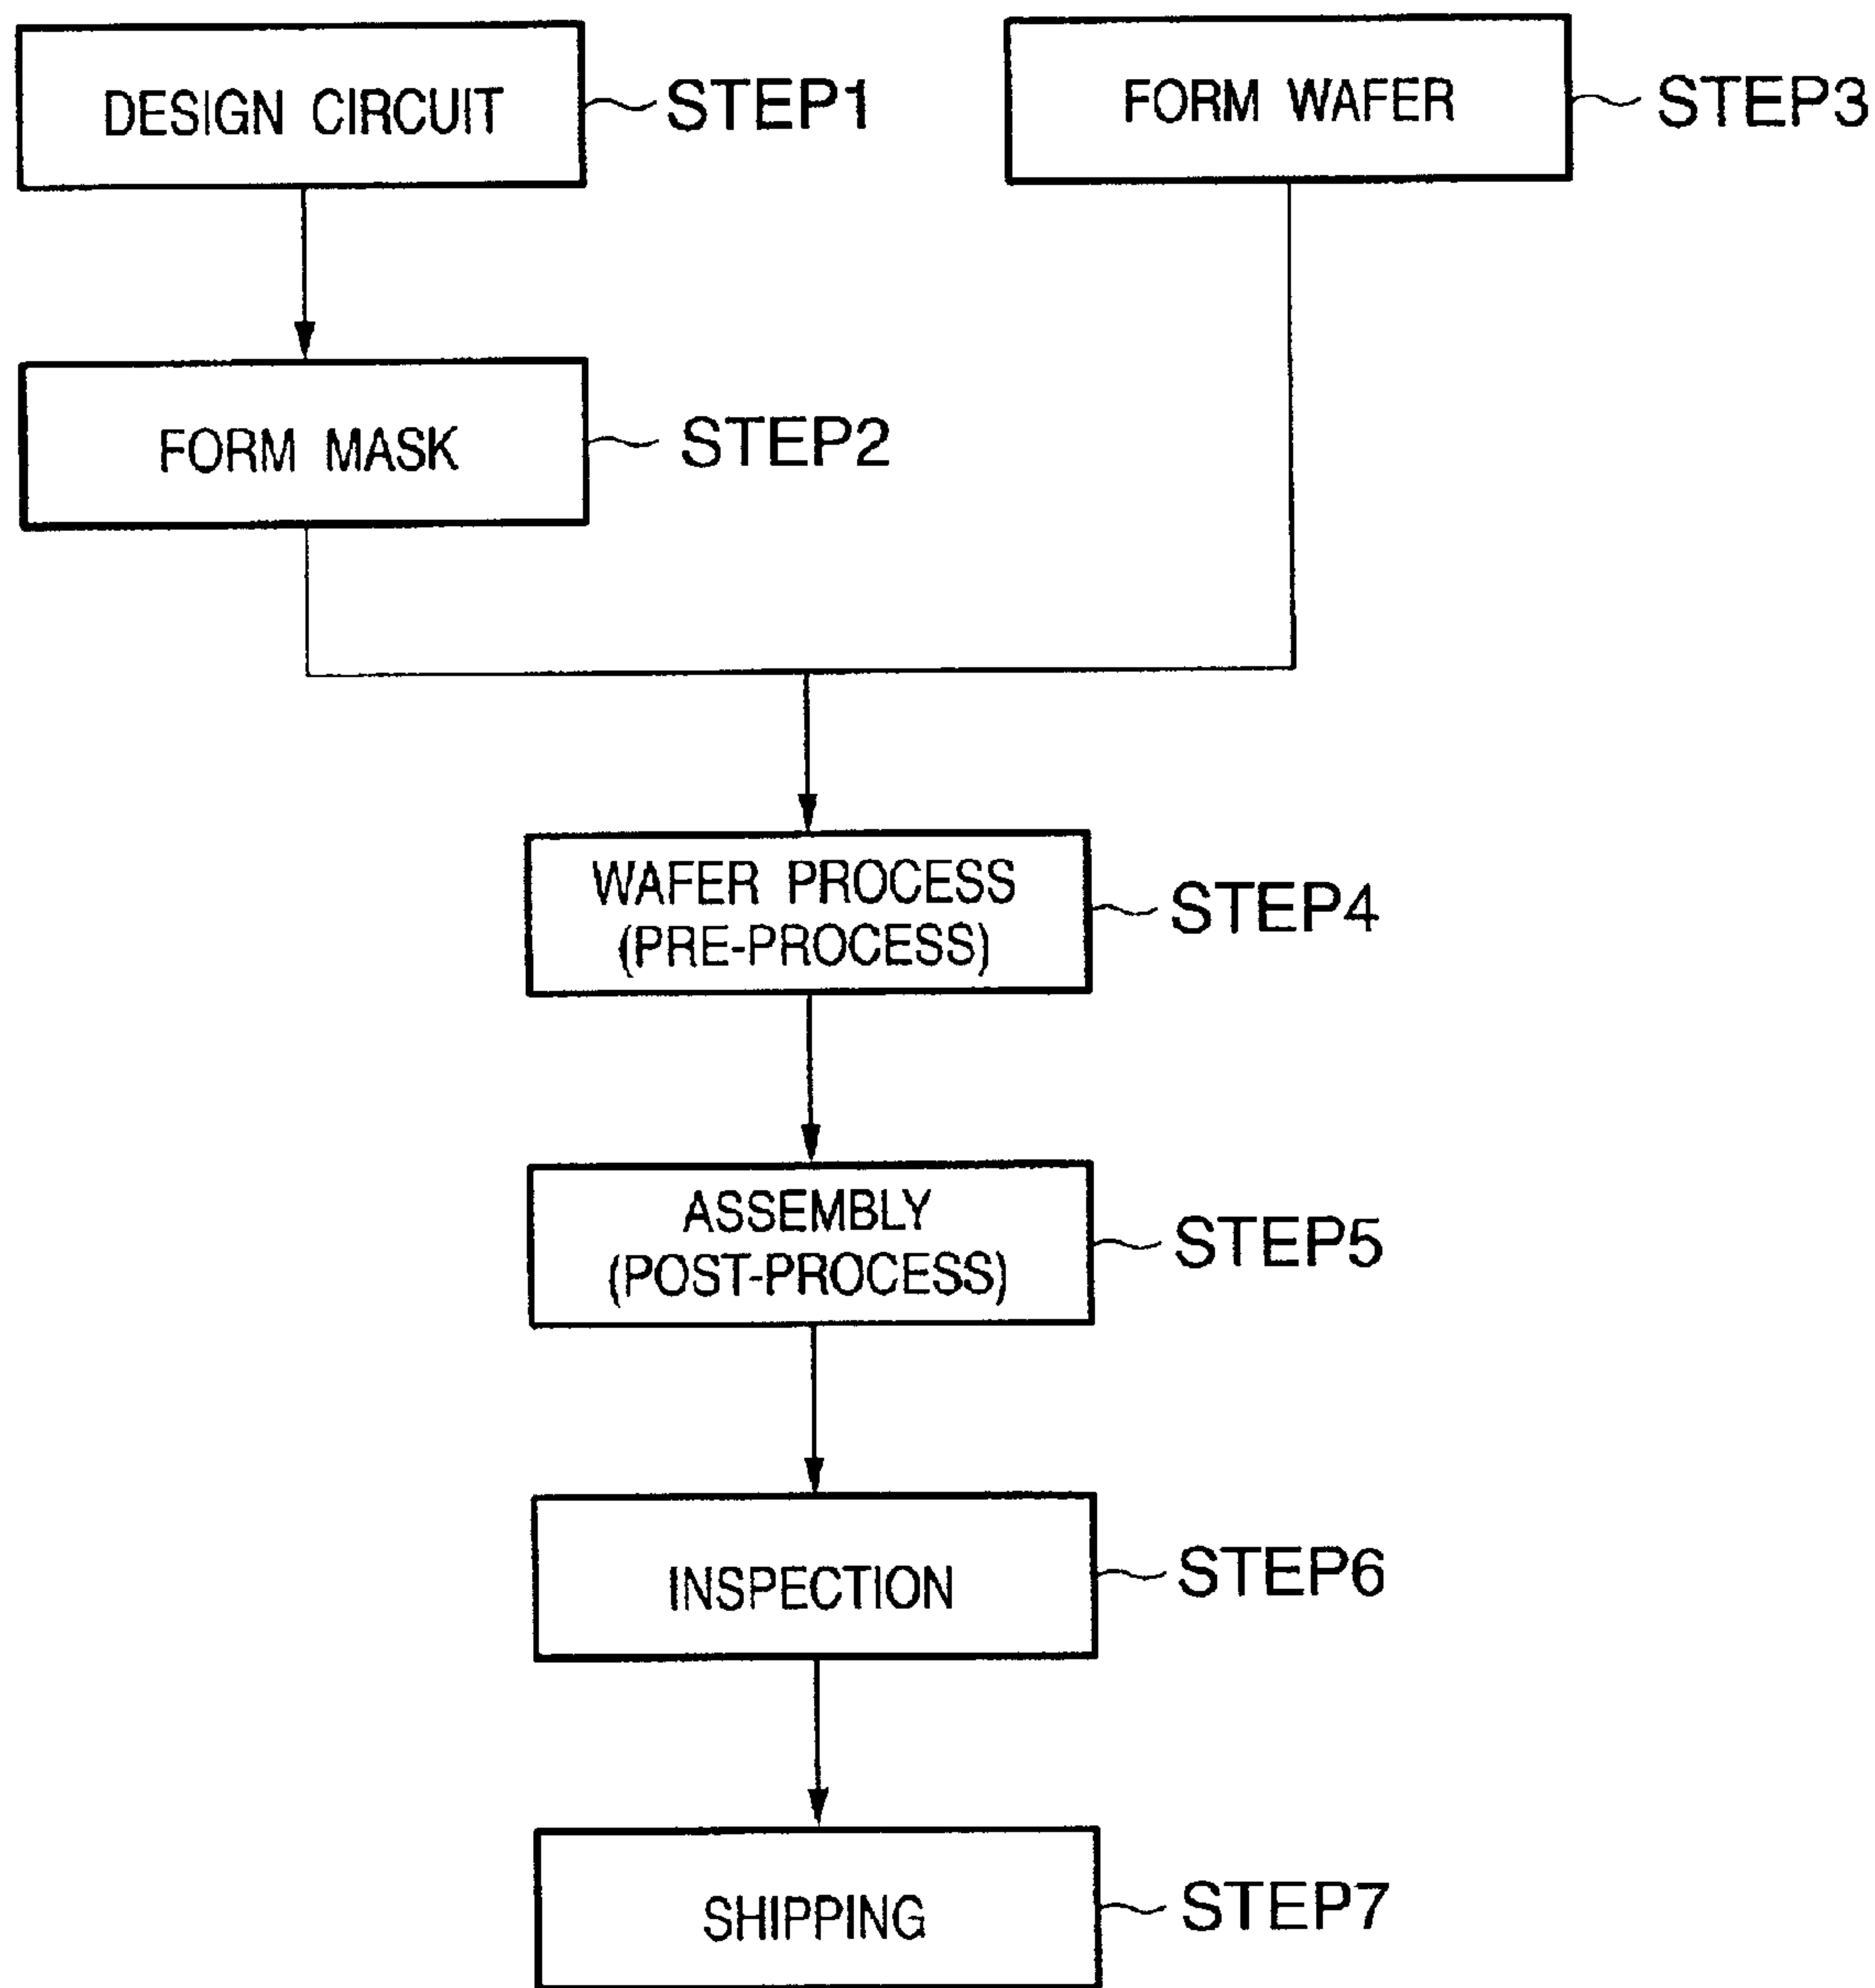 DESIGN CIRCUIT
STEP1
FORM WAFER
STEP3
FORM MASK
STEP2
WAFER PROCESS
(PRE-PROCESS)
STEP4
ASSEMBLY
(POST-PROCESS)
STEP5
INSPECTION
STEP6
SHIPPING
STEP7